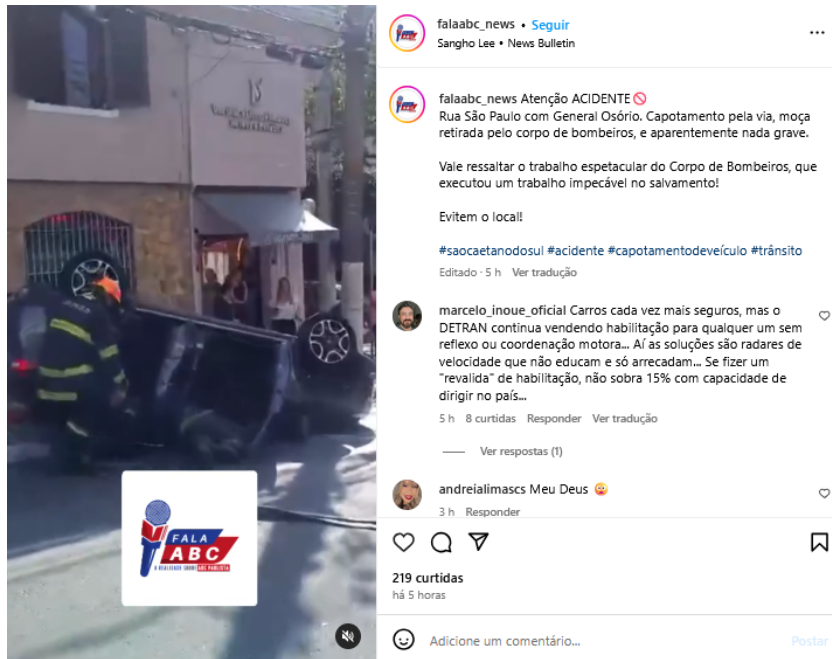 falaabc_news • Seguir
Sangho Lee • News Bulletin
falaabc_news Atenção ACIDENTE🚫
Rua São Paulo com General Osório. Capotamento pela via, moça
retirada pelo corpo de bombeiros, e aparentemente nada grave.
Vale ressaltar o trabalho espetacular do Corpo de Bombeiros, que
executou um trabalho impecável no salvamento!
Evitem o local!
#saocaetanodosul #acidente #capotamentodeveículo #trânsito
Editado · 5 h Ver tradução
marcelo_inoue_oficial Carros cada vez mais seguros, mas o
DETRAN continua vendendo habilitação para qualquer um sem
reflexo ou coordenação motora... Aí as soluções são radares de
velocidade que não educam e só arrecadam... Se fizer um
"revalida" de habilitação, não sobra 15% com capacidade de
dirigir no país...
5 h 8 curtidas Responder Ver tradução
Ver respostas (1)
andreialimascs Meu Deus 😜
3 h Responder
219 curtidas
há 5 horas
Adicione um comentário...
Postar
FALA
ABC
A REALIDADE SOBRE ABC PAULISTA